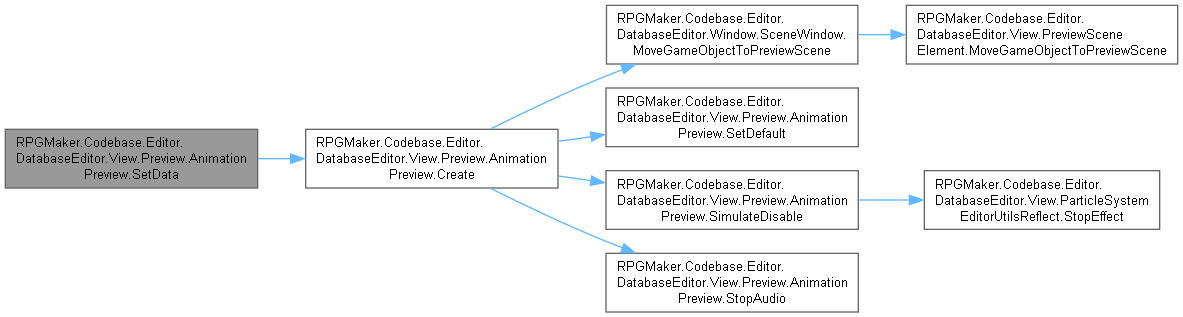 RPGMaker.Codebase.Editor.
DatabaseEditor.View.Preview.Animation
Preview.SetData
RPGMaker.Codebase.Editor.
DatabaseEditor.View.Preview.Animation
Preview.Create
RPGMaker.Codebase.Editor.
DatabaseEditor.Window.SceneWindow.
MoveGameObjectToPreviewScene
RPGMaker.Codebase.Editor.
DatabaseEditor.View.PreviewScene
Element.MoveGameObjectToPreviewScene
RPGMaker.Codebase.Editor.
DatabaseEditor.View.Preview.Animation
Preview.SetDefault
RPGMaker.Codebase.Editor.
DatabaseEditor.View.Preview.Animation
Preview.SimulateDisable
RPGMaker.Codebase.Editor.
DatabaseEditor.View.ParticleSystem
EditorUtilsReflect.StopEffect
RPGMaker.Codebase.Editor.
DatabaseEditor.View.Preview.Animation
Preview.StopAudio